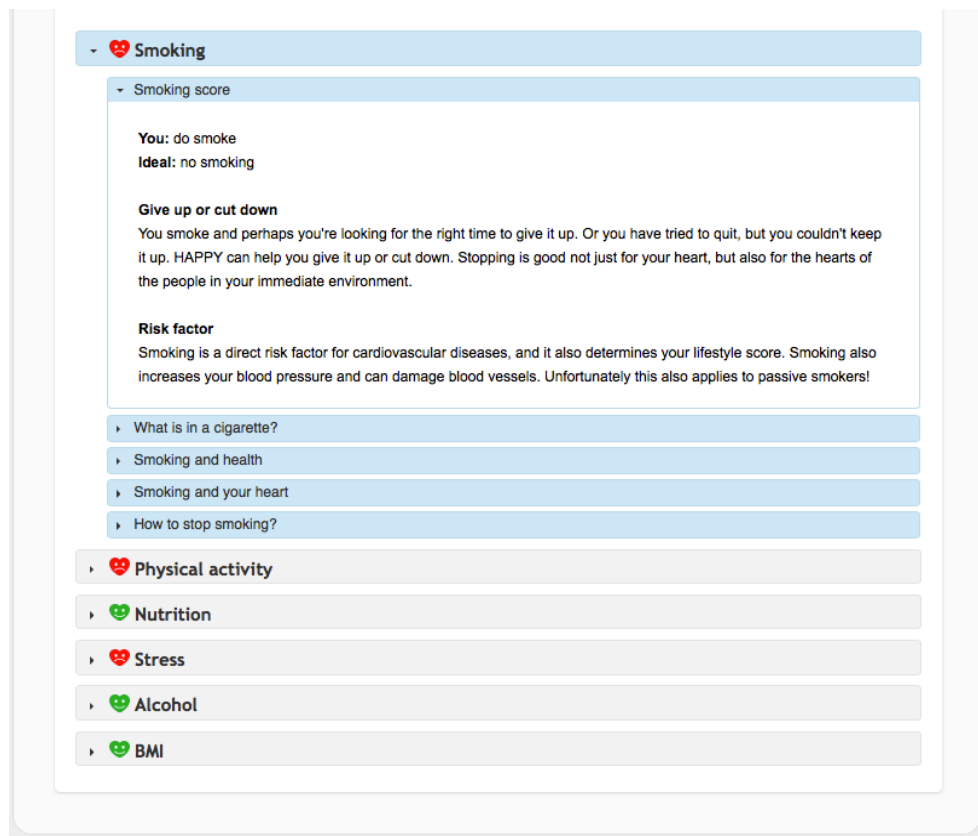 Smoking
Smoking score
You: do smoke
Ideal: no smoking
Give up or cut down
You smoke and perhaps you're looking for the right time to give it up. Or you have tried to quit, but you couldn't keep
it up. HAPPY can help you give it up or cut down. Stopping is good not just for your heart, but also for the hearts of
the people in your immediate environment.
Risk factor
Smoking is a direct risk factor for cardiovascular diseases, and it also determines your lifestyle score. Smoking also
increases your blood pressure and can damage blood vessels. Unfortunately this also applies to passive smokers!
What is in a cigarette?
Smoking and health
Smoking and your heart
How to stop smoking?
Physical activity
Nutrition
Stress
Alcohol
BMI